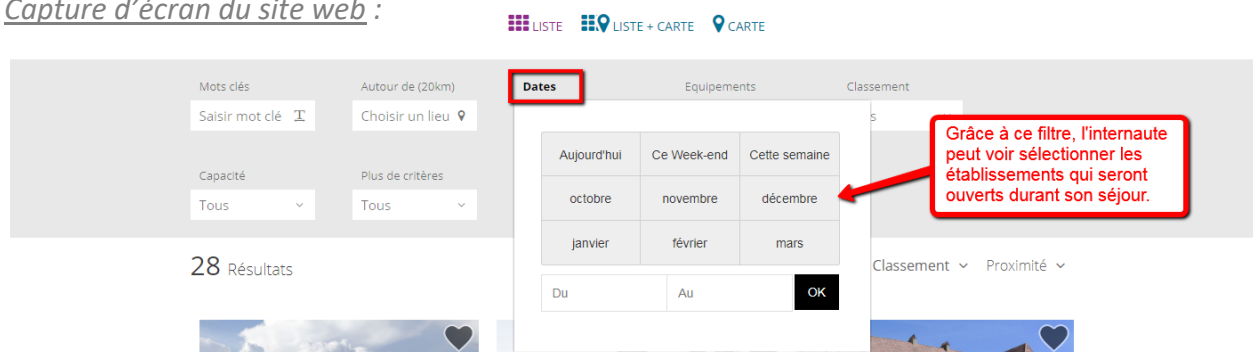 Capture d'écran du site web :
LISTE LISTE + CARTE CARTE
Mots clés Autour de (20km) Dates Equipements Classement
Saisir mot clé Choisir un lieu s
Grâce à ce filtre, l'internaute
peut voir sélectionner les
établissements qui seront
ouverts durant son séjour.
Aujourd'hui Ce Week-end Cette semaine
Capacité Plus de critères
Tous Tous
octobre novembre décembre
janvier février mars
28 Résultats
Classement Proximité
Du Au OK